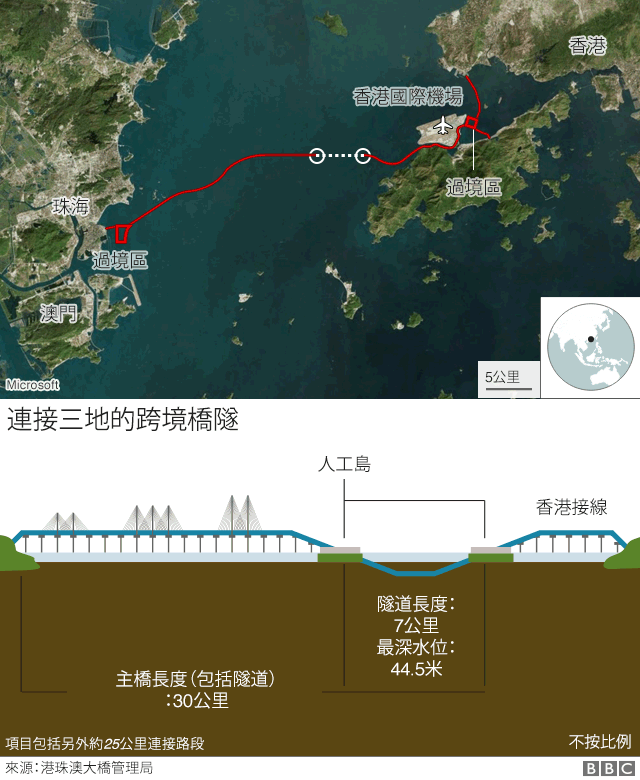 香港
香港國際機場
過境區
珠海
過境區
澳門
5公里
Microsoft
連接三地的跨境橋隧
人工島
香港接線
隧道長度：
7公里
最深水位：
44.5米
主橋長度（包括隧道）
：30公里
項目包括另外約25公里連接路段
不按比例
來源：港珠澳大橋管理局
BBC